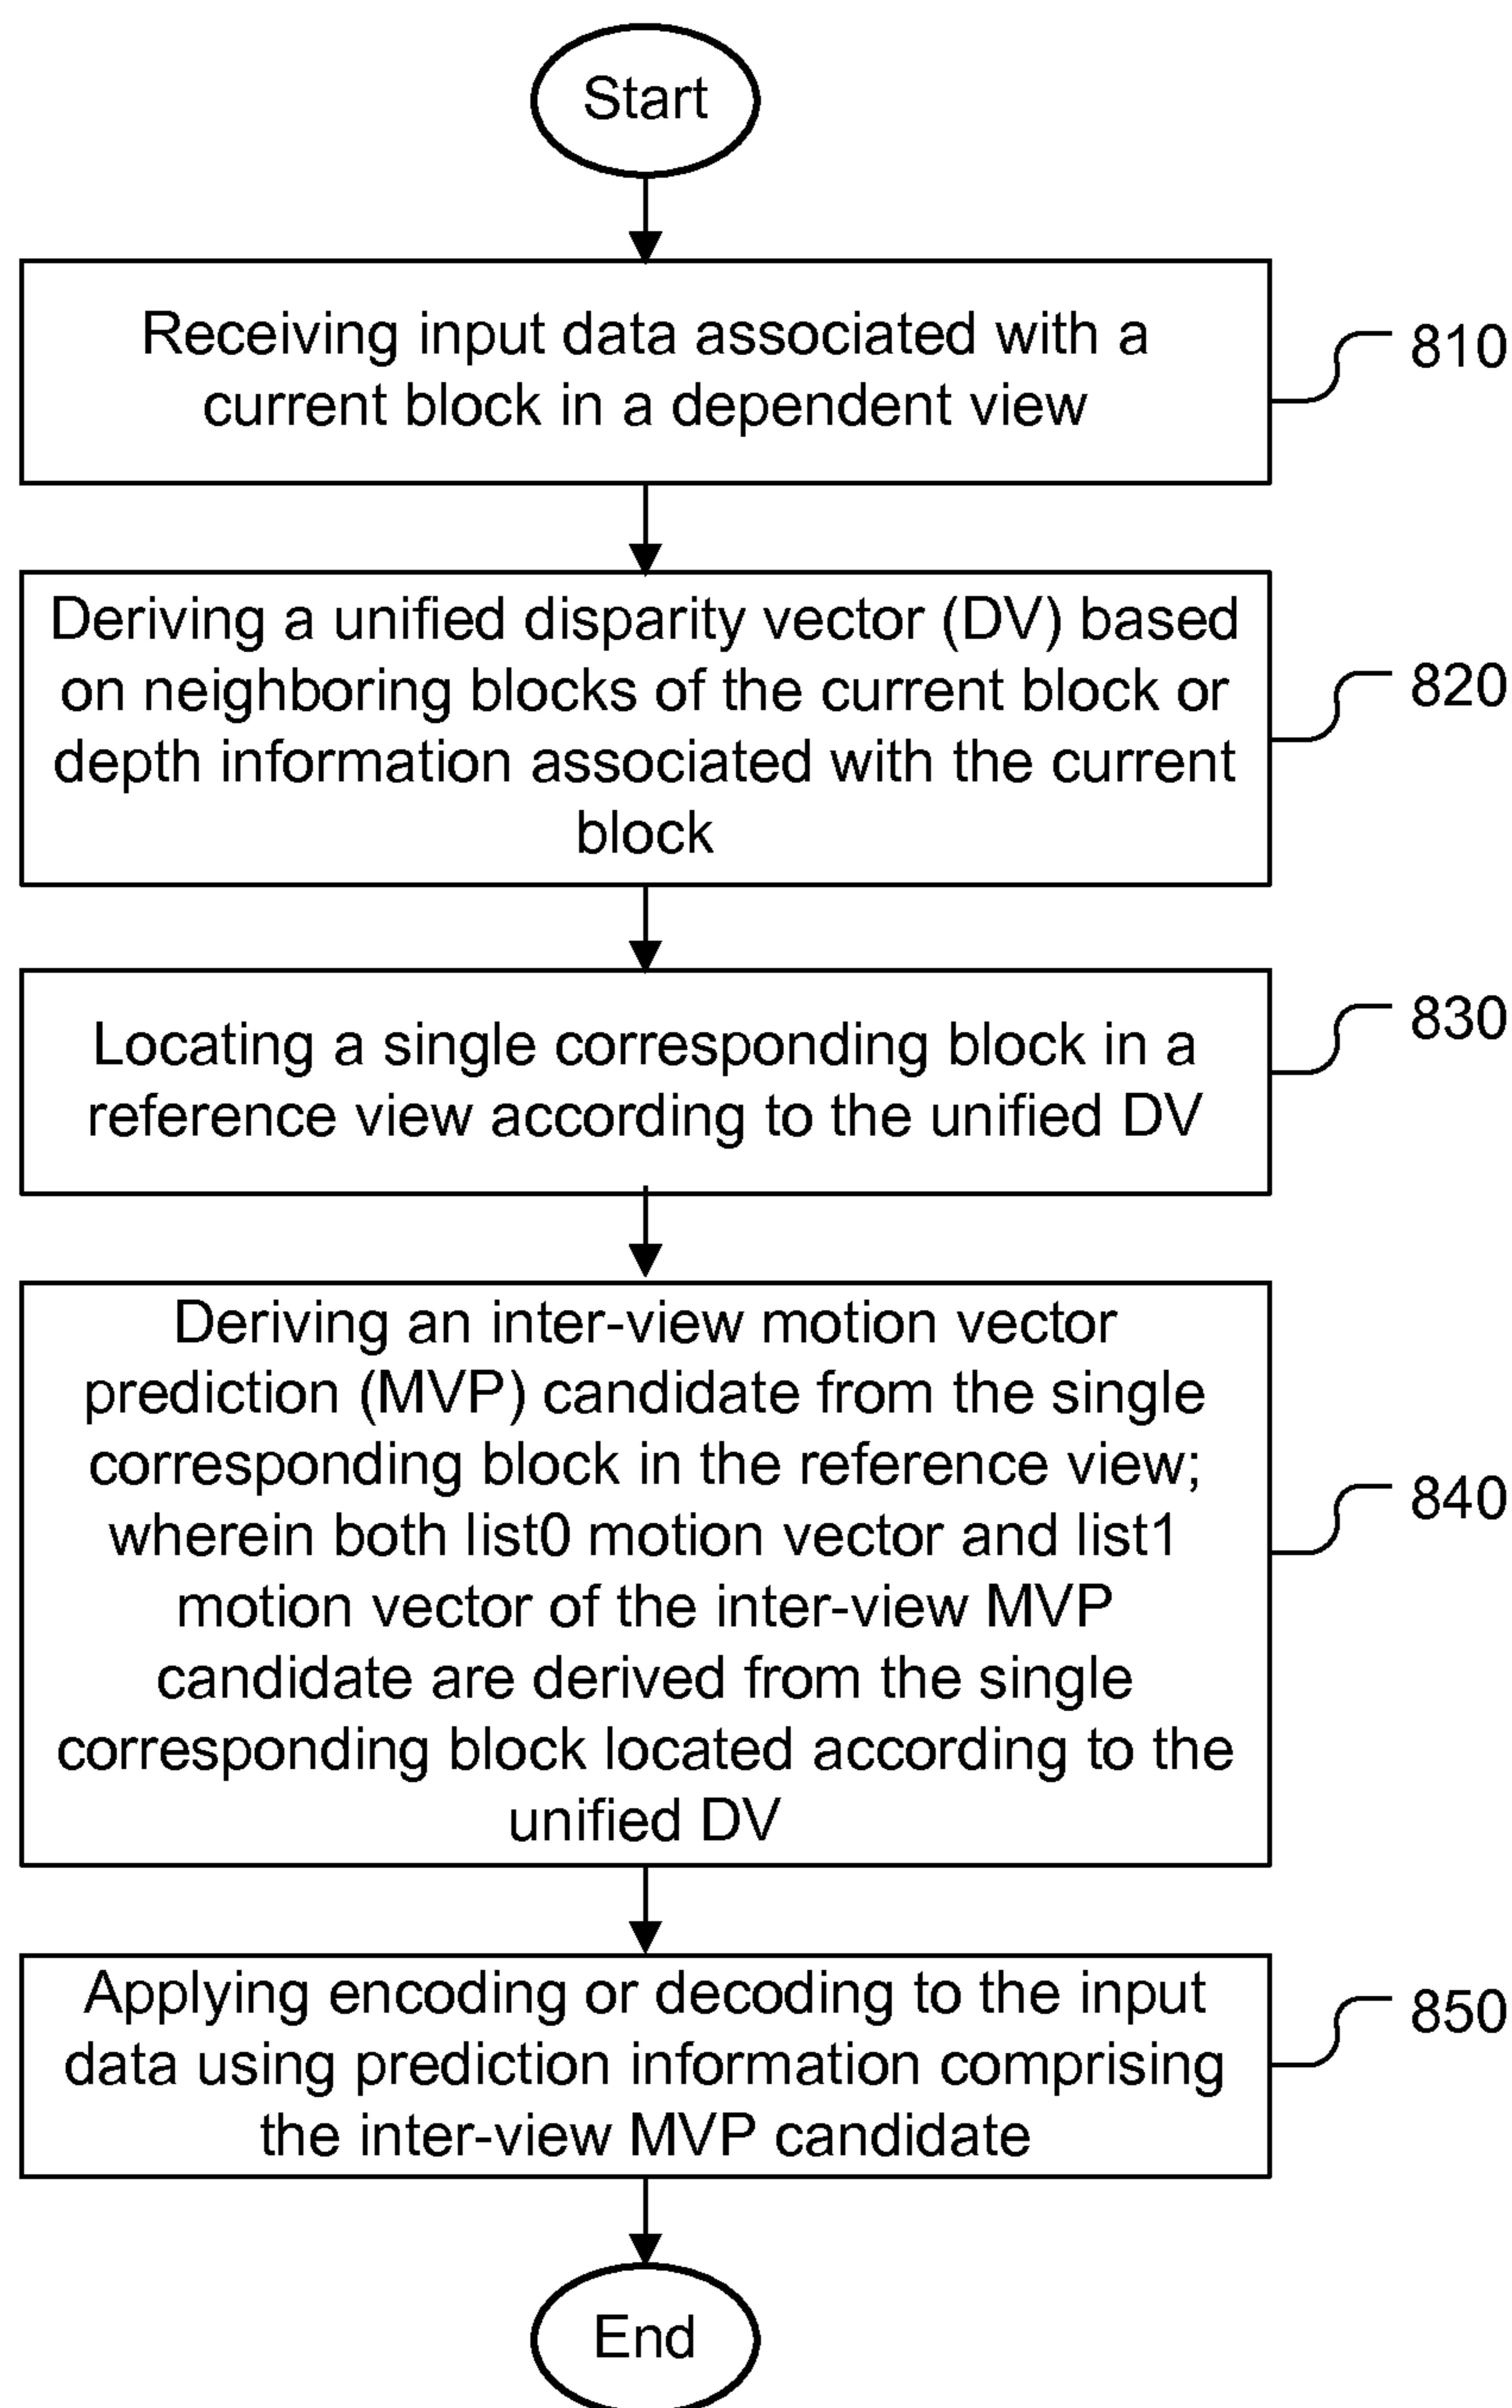 Start
Receiving input data associated with a
current block in a dependent view
810
Deriving a unified disparity vector (DV) based
on neighboring blocks of the current block or
depth information associated with the current
block
820
Locating a single corresponding block in a
reference view according to the unified DV
830
Deriving an inter-view motion vector
prediction (MVP) candidate from the single
corresponding block in the reference view;
wherein both list0 motion vector and list1
motion vector of the inter-view MVP
candidate are derived from the single
corresponding block located according to the
unified DV
840
Applying encoding or decoding to the input
data using prediction information comprising
the inter-view MVP candidate
850
End